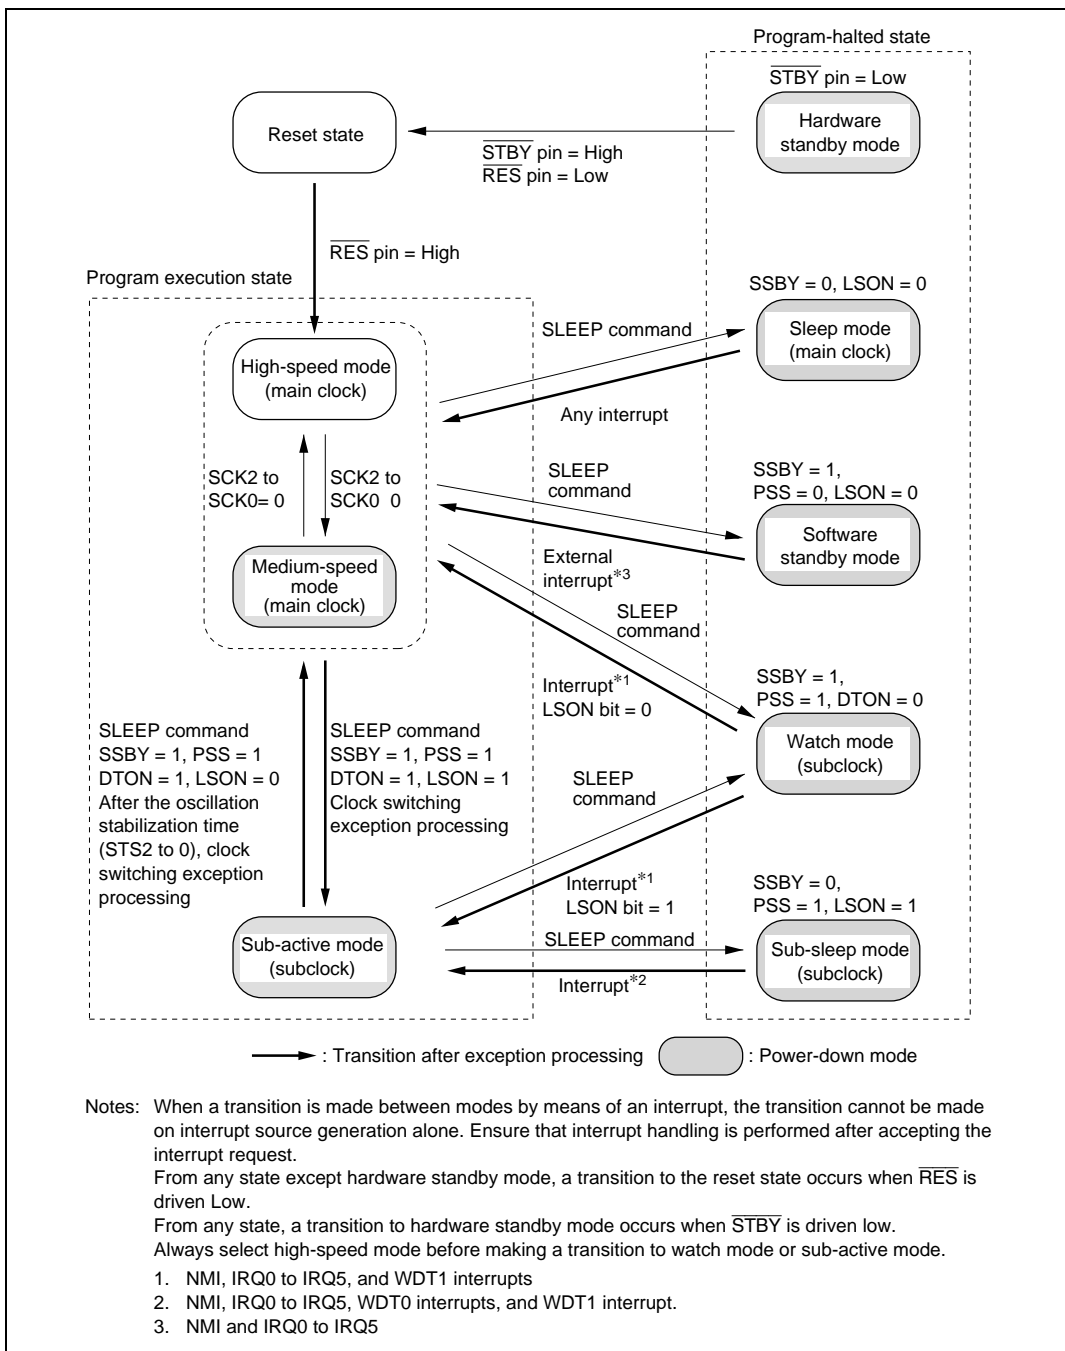 Program-halted state
STBY pin = Low
Hardware
standby mode
Reset state
STBY pin = High
RES pin = Low
RES pin = High
Program execution state
SSBY = 0, LSON = 0
SLEEP command
Sleep mode
(main clock)
High-speed mode
(main clock)
Any interrupt
SCK2 to
SCK0= 0
SCK2 to
SCK0 0
SLEEP
command
SSBY = 1,
PSS = 0, LSON = 0
Software
standby mode
External
interrupt*3
Medium-speed
mode
(main clock)
SLEEP
command
Interrupt*1
LSON bit = 0
SSBY = 1,
PSS = 1, DTON = 0
Watch mode
(subclock)
SLEEP command
SSBY = 1, PSS = 1
DTON = 1, LSON = 0
After the oscillation
stabilization time
(STS2 to 0), clock
switching exception
processing
SLEEP command
SSBY = 1, PSS = 1
DTON = 1, LSON = 1
Clock switching
exception processing
SLEEP
command
Interrupt*1
LSON bit = 1
SSBY = 0,
PSS = 1, LSON = 1
Sub-active mode
(subclock)
SLEEP command
Sub-sleep mode
(subclock)
Interrupt*2
: Transition after exception processing
: Power-down mode
Notes: When a transition is made between modes by means of an interrupt, the transition cannot be made
on interrupt source generation alone. Ensure that interrupt handling is performed after accepting the
interrupt request.
From any state except hardware standby mode, a transition to the reset state occurs when RES is
driven Low.
From any state, a transition to hardware standby mode occurs when STBY is driven low.
Always select high-speed mode before making a transition to watch mode or sub-active mode.
1. NMI, IRQ0 to IRQ5, and WDT1 interrupts
2. NMI, IRQ0 to IRQ5, WDT0 interrupts, and WDT1 interrupt.
3. NMI and IRQ0 to IRQ5